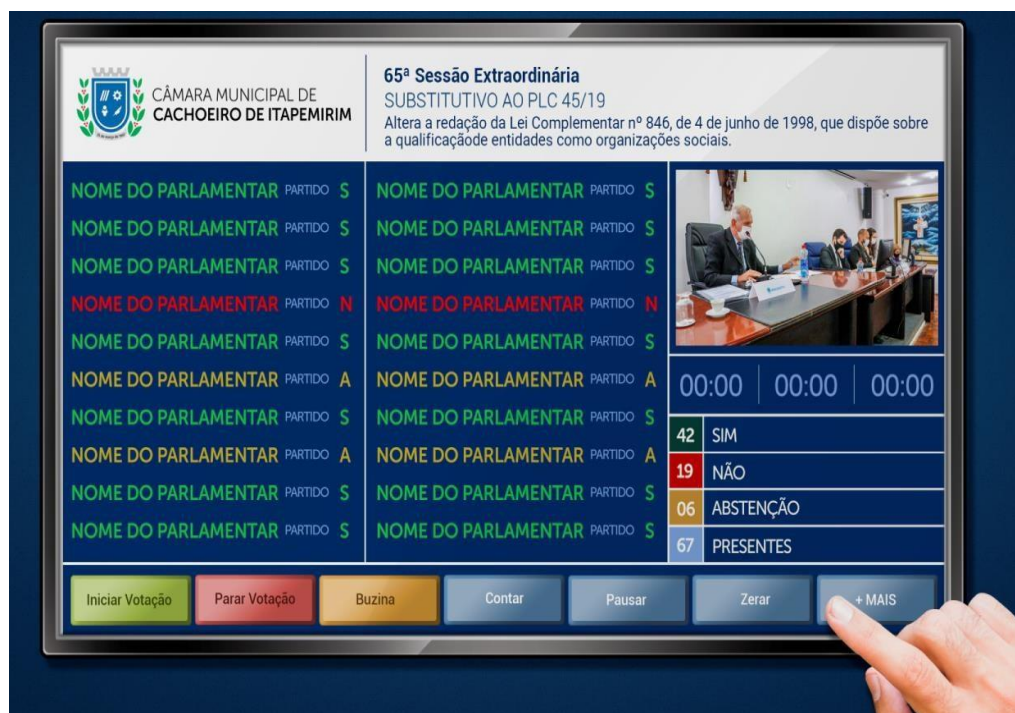 CÂMARA MUNICIPAL DE
CACHOEIRO DE ITAPEMIRIM
65ª Sessão Extraordinária
SUBSTITUTIVO AO PLC 45/19
Altera a redação da Lei Complementar nº 846, de 4 de junho de 1998, que dispõe sobre
a qualificaçãode entidades como organizações sociais.
NOME DO PARLAMENTAR PARTIDO S
NOME DO PARLAMENTAR PARTIDO S
NOME DO PARLAMENTAR PARTIDO S
NOME DO PARLAMENTAR PARTIDO N
NOME DO PARLAMENTAR PARTIDO S
NOME DO PARLAMENTAR PARTIDO A
NOME DO PARLAMENTAR PARTIDO S
NOME DO PARLAMENTAR PARTIDO A
NOME DO PARLAMENTAR PARTIDO S
NOME DO PARLAMENTAR PARTIDO S
NOME DO PARLAMENTAR PARTIDO S
NOME DO PARLAMENTAR PARTIDO S
NOME DO PARLAMENTAR PARTIDO S
NOME DO PARLAMENTAR PARTIDO N
NOME DO PARLAMENTAR PARTIDO S
NOME DO PARLAMENTAR PARTIDO A
NOME DO PARLAMENTAR PARTIDO S
NOME DO PARLAMENTAR PARTIDO A
NOME DO PARLAMENTAR PARTIDO S
NOME DO PARLAMENTAR PARTIDO S
00:00 00:00 00:00
42 SIM
19 NÃO
06 ABSTENÇÃO
67 PRESENTES
Iniciar Votação Parar Votação Buzina Contar Pausar Zerar + MAIS